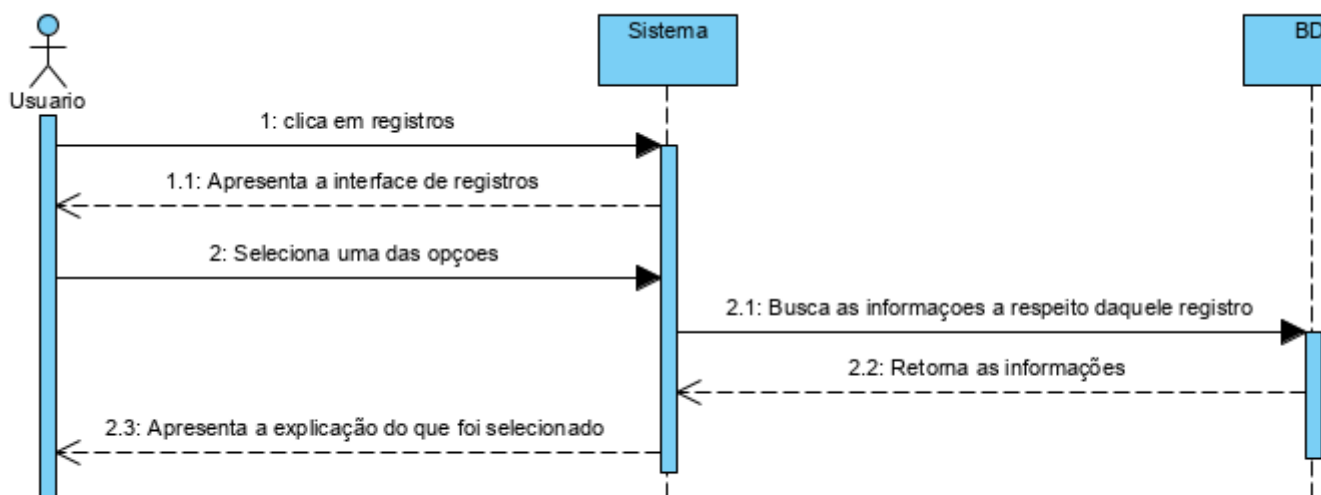 Sistema
BD
Usuario
1: clica em registros
1.1: Apresenta a interface de registros
2: Seleciona uma das opçoes
2.1: Busca as informaçoes a respeito daquele registro
2.2: Retorna as informações
2.3: Apresenta a explicação do que foi selecionado